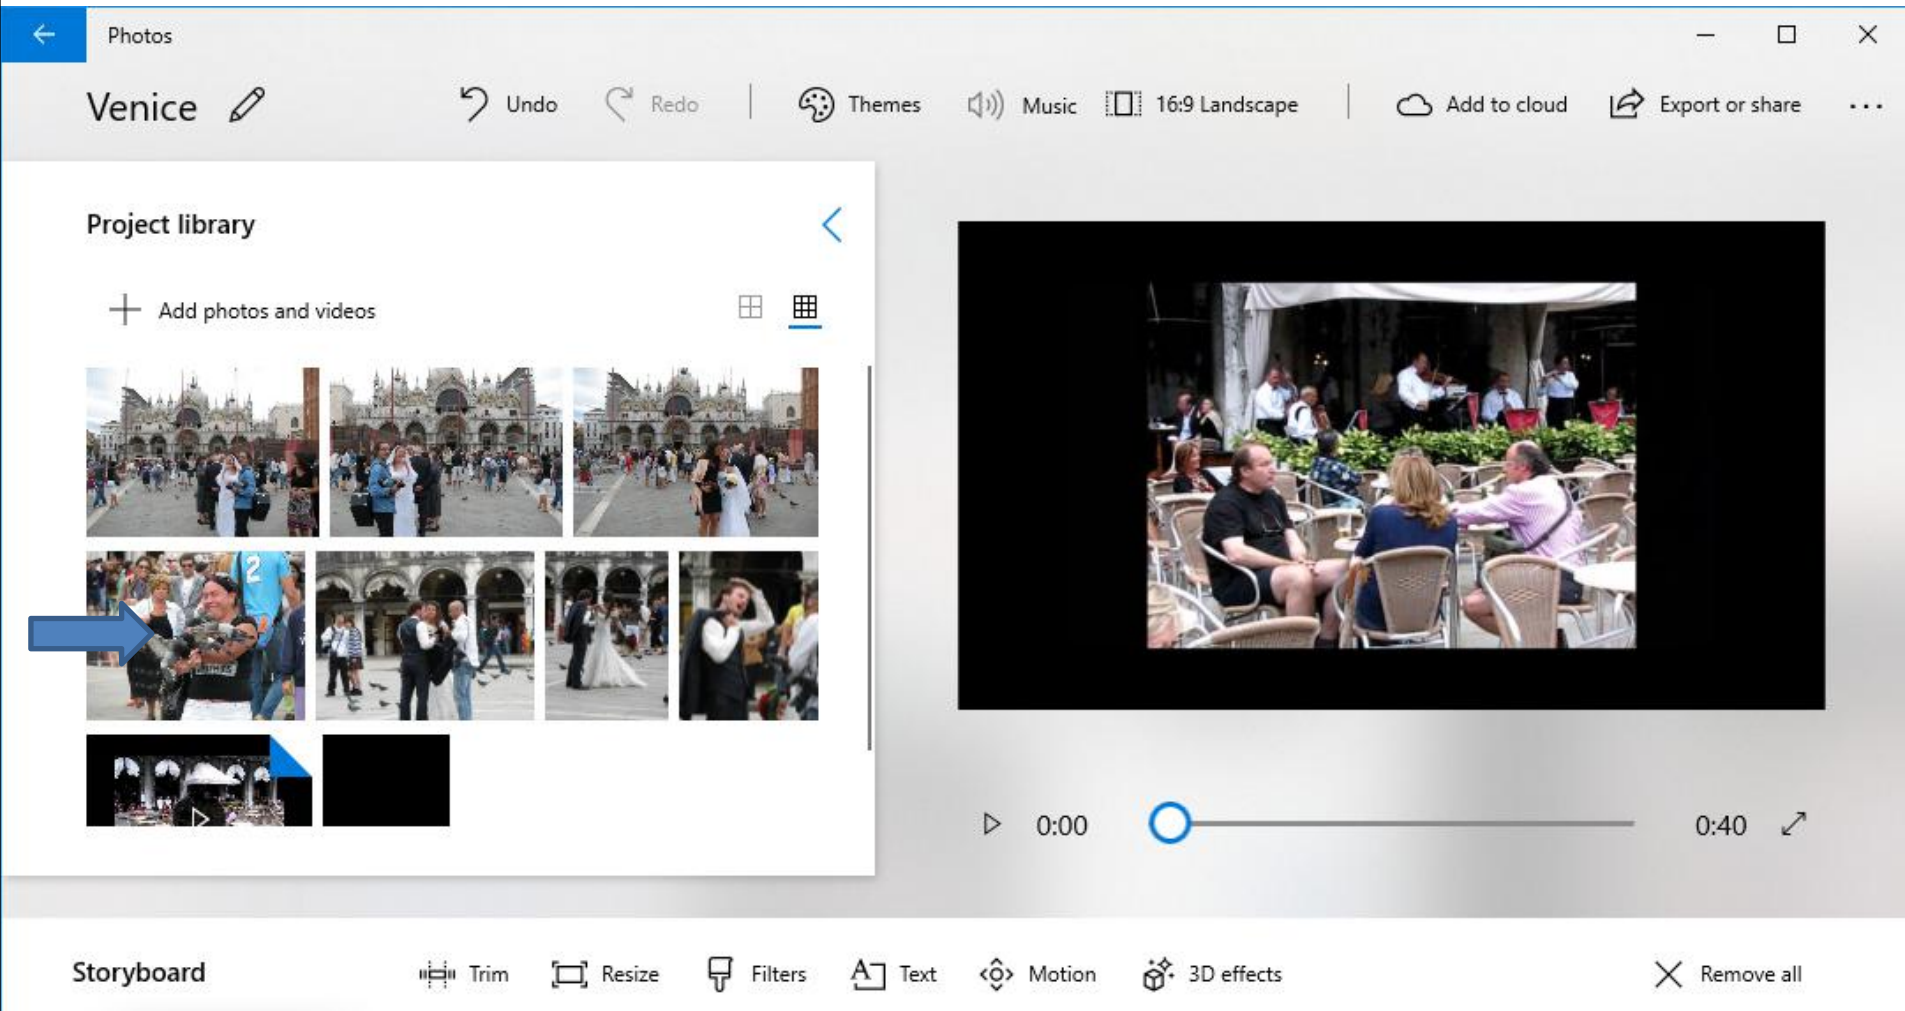 Photos
Venice
Undo
Redo
Themes
Music
16:9 Landscape
Add to cloud
Export or share
Project library
Add photos and videos
2
0:00
0:40
Storyboard
Trim
Resize
Filters
Text
Motion
3D effects
Remove all